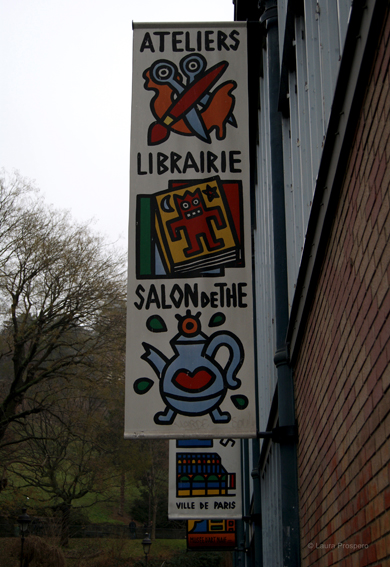 ATELIERS
LIBRAIRIE
SALON DE THE
VILLE DE PARIS
© Laura Prospero